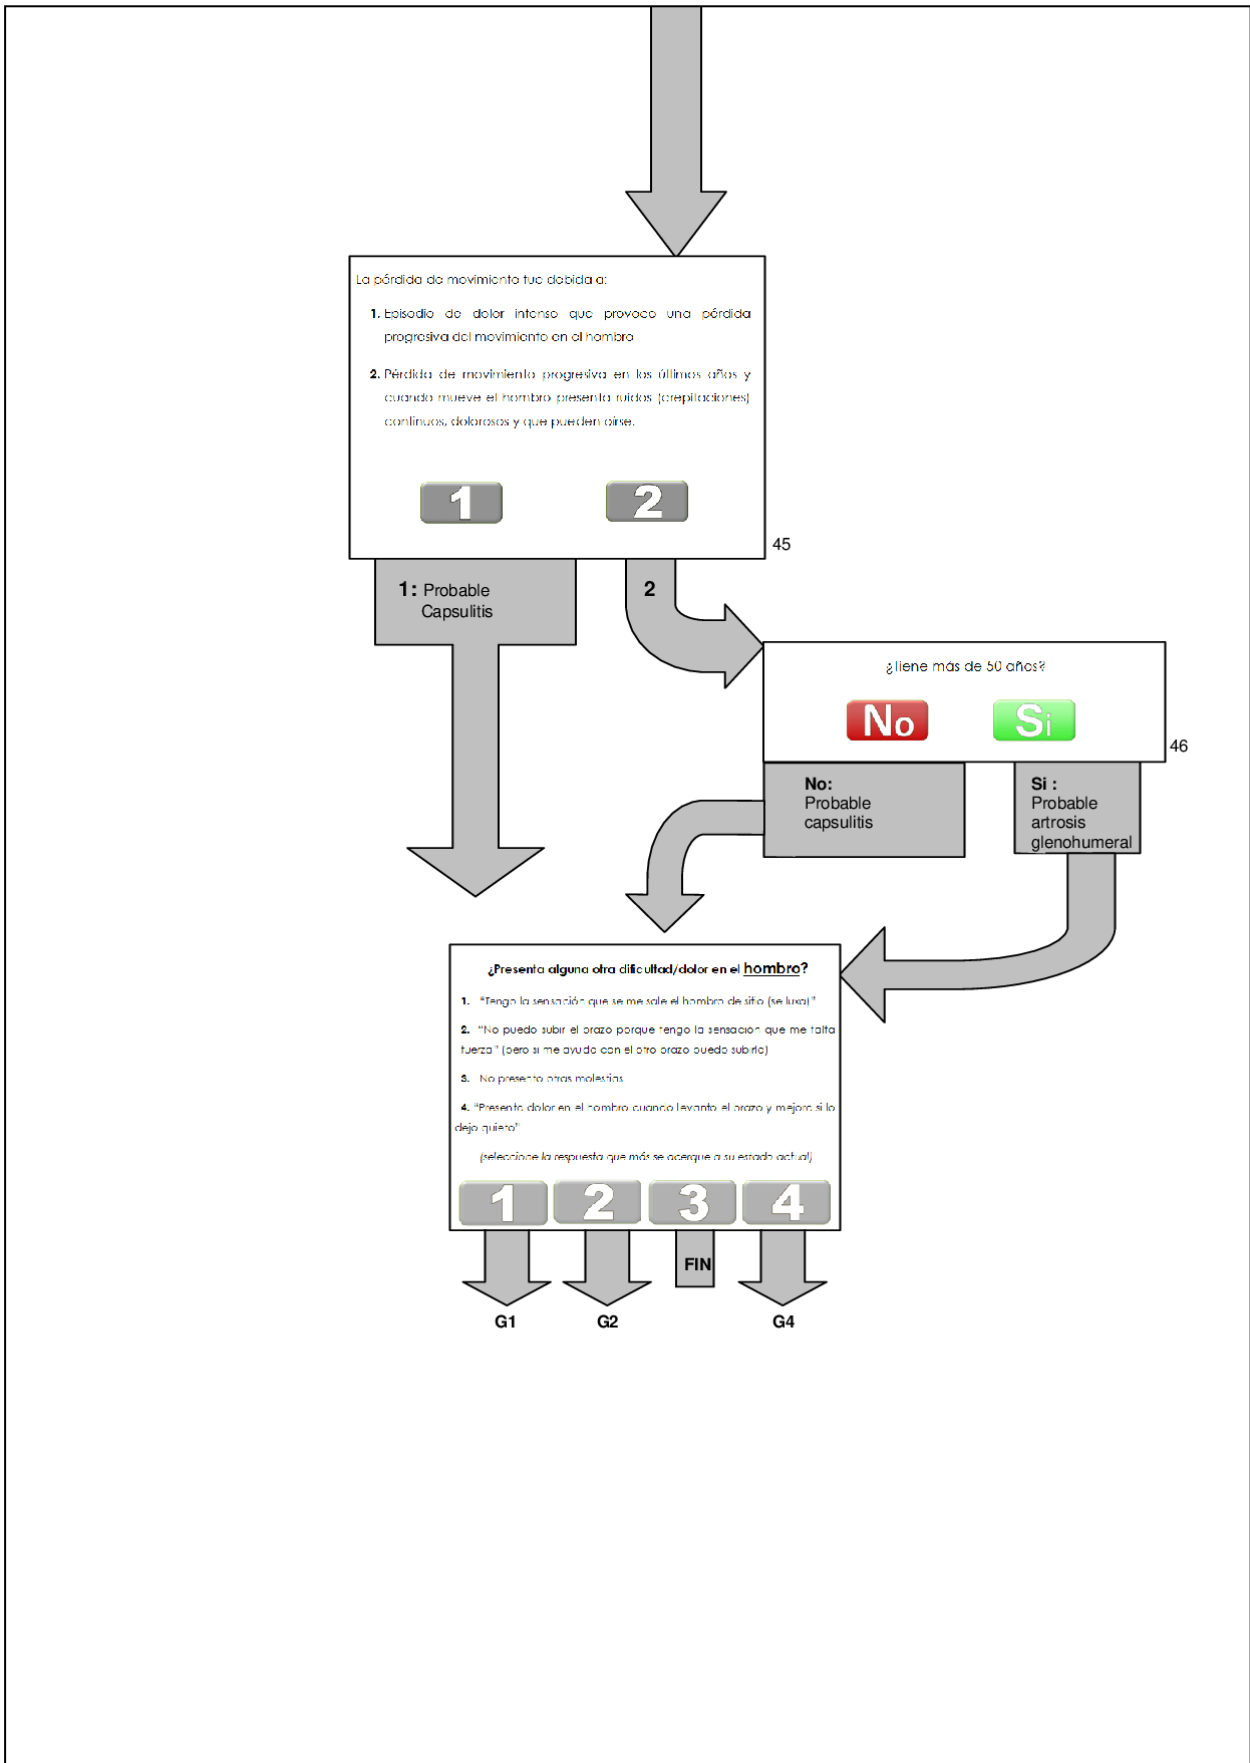 La pérdida de movimiento fue debida a:
1. Episodio de dolor intenso que provoco una pérdida
progresiva del movimiento en el hombro
2. Pérdida de movimiento progresiva en los últimos años y
cuando mueve el hombro presenta ruidos (crepitaciones)
continuos, dolorosos y que pueden oírse.
1 2
45
1: Probable
Capsulitis
2
¿Tiene más de 50 años?
No Si
46
No:
Probable
capsulitis
Si :
Probable
artrosis
glenohumeral
¿Presenta alguna otra dificultad/dolor en el hombro?
1. "Tengo la sensación que se me sale el hombro de sitio (se luxa)"
2. "No puedo subir el brazo porque tengo la sensación que me falta
fuerza" (pero si me ayudo con el otro brazo puedo subirlo)
3. No presento otras molestias
4. "Presento dolor en el hombro cuando levanto el brazo y mejora si lo
dejo quieto"
(seleccione la respuesta que más se acerque a su estado actual)
1 2 3 4
FIN
G1 G2 G4